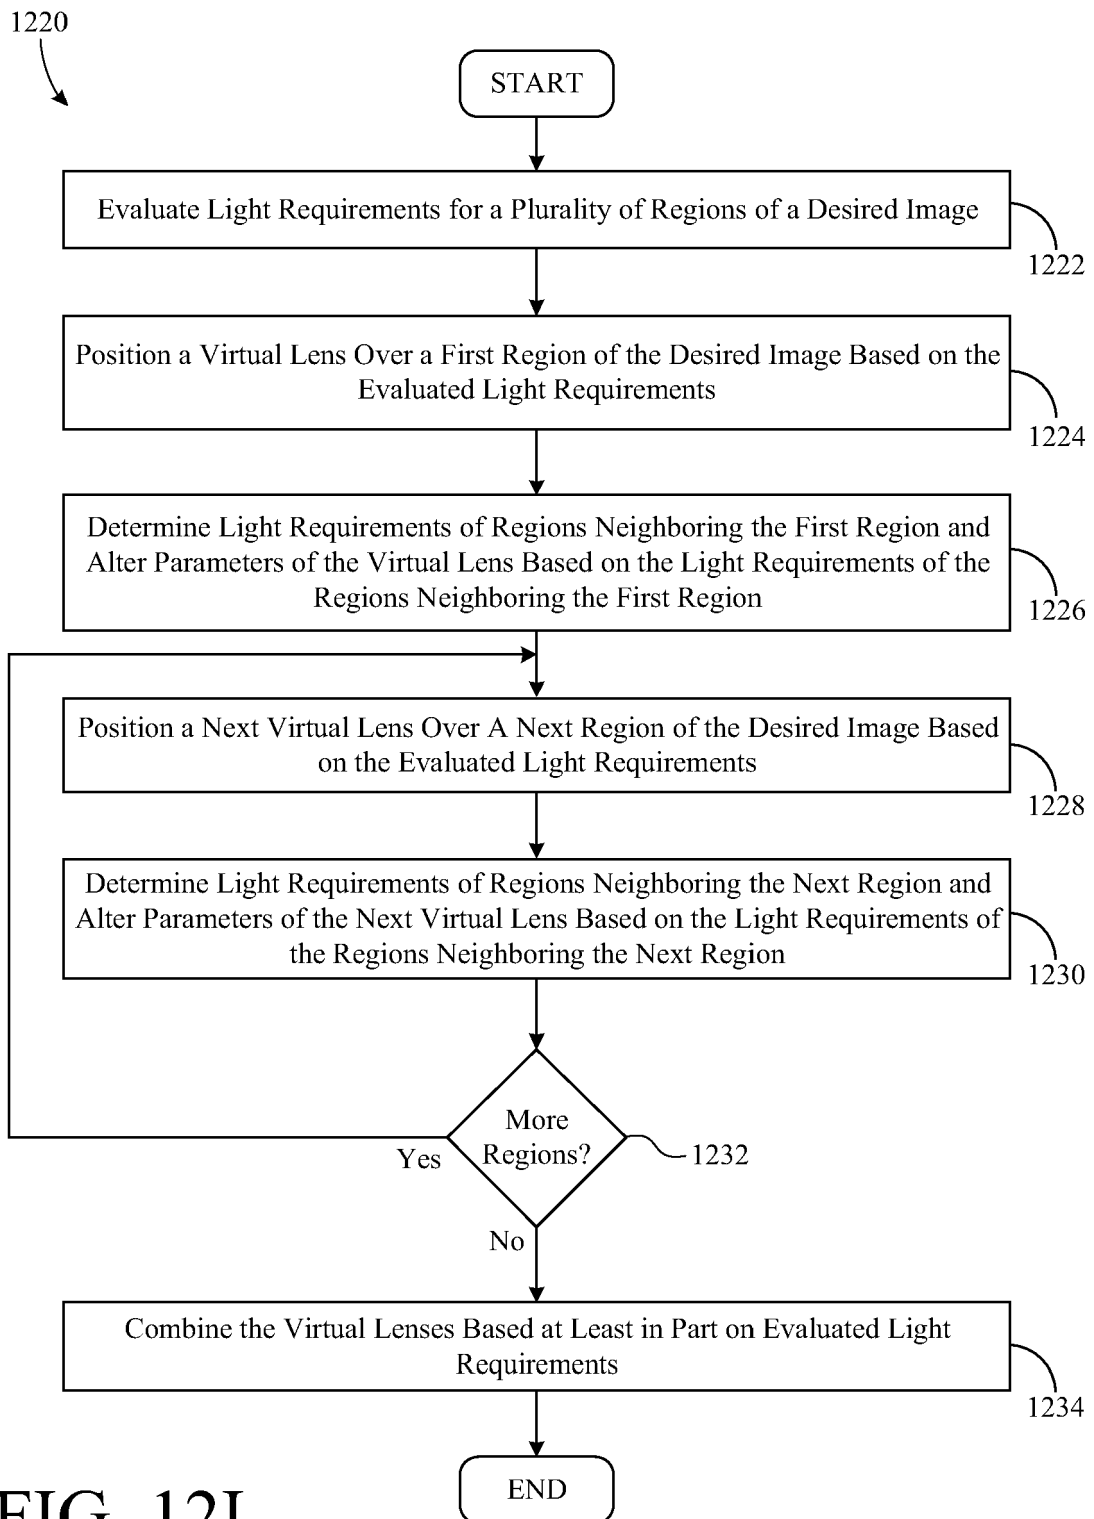 1220
START
Evaluate Light Requirements for a Plurality of Regions of a Desired Image
1222
Position a Virtual Lens Over a First Region of the Desired Image Based on the
Evaluated Light Requirements
1224
Determine Light Requirements of Regions Neighboring the First Region and
Alter Parameters of the Virtual Lens Based on the Light Requirements of the
Regions Neighboring the First Region
1226
Position a Next Virtual Lens Over A Next Region of the Desired Image Based
on the Evaluated Light Requirements
1228
Determine Light Requirements of Regions Neighboring the Next Region and
Alter Parameters of the Next Virtual Lens Based on the Light Requirements of
the Regions Neighboring the Next Region
1230
More
Regions?
Yes
1232
No
Combine the Virtual Lenses Based at Least in Part on Evaluated Light
Requirements
1234
END